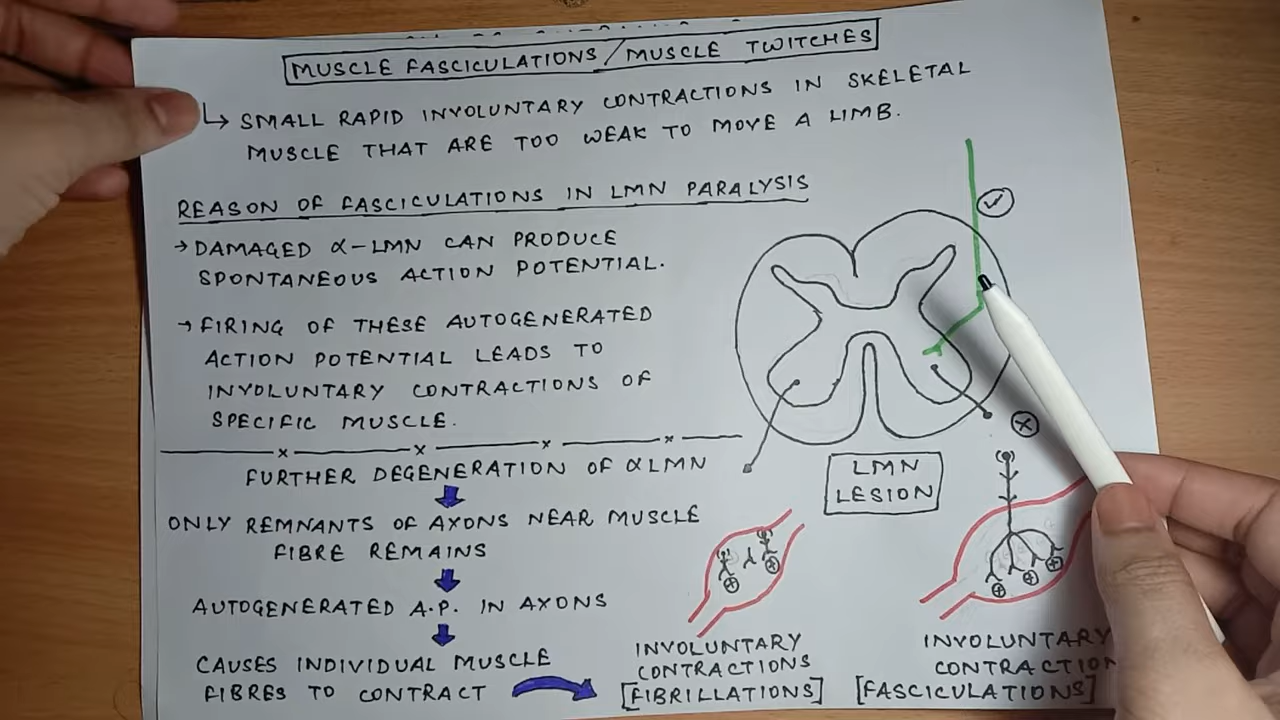 MUSCLE FASCICULATIONS/MUSCLE TWITCHES
↳ SMALL RAPID INVOLUNTARY CONTRACTIONS IN SKELETAL
MUSCLE THAT ARE TOO WEAK TO MOVE A LIMB.
REASON OF FASCICULATIONS IN LMN PARALYSIS
→ DAMAGED α-LMN CAN PRODUCE
SPONTANEOUS ACTION POTENTIAL.
→ FIRING OF THESE AUTOGENERATED
ACTION POTENTIAL LEADS TO
INVOLUNTARY CONTRACTIONS OF
SPECIFIC MUSCLE.
FURTHER DEGENERATION OF αLMN
ONLY REMNANTS OF AXONS NEAR MUSCLE
FIBRE REMAINS
AUTOGENERATED A.P. IN AXONS
CAUSES INDIVIDUAL MUSCLE
FIBRES TO CONTRACT
INVOLUNTARY
CONTRACTIONS
[FIBRILLATIONS]
LMN
LESION
INVOLUNTARY
CONTRACTION
[FASCICULATIONS]